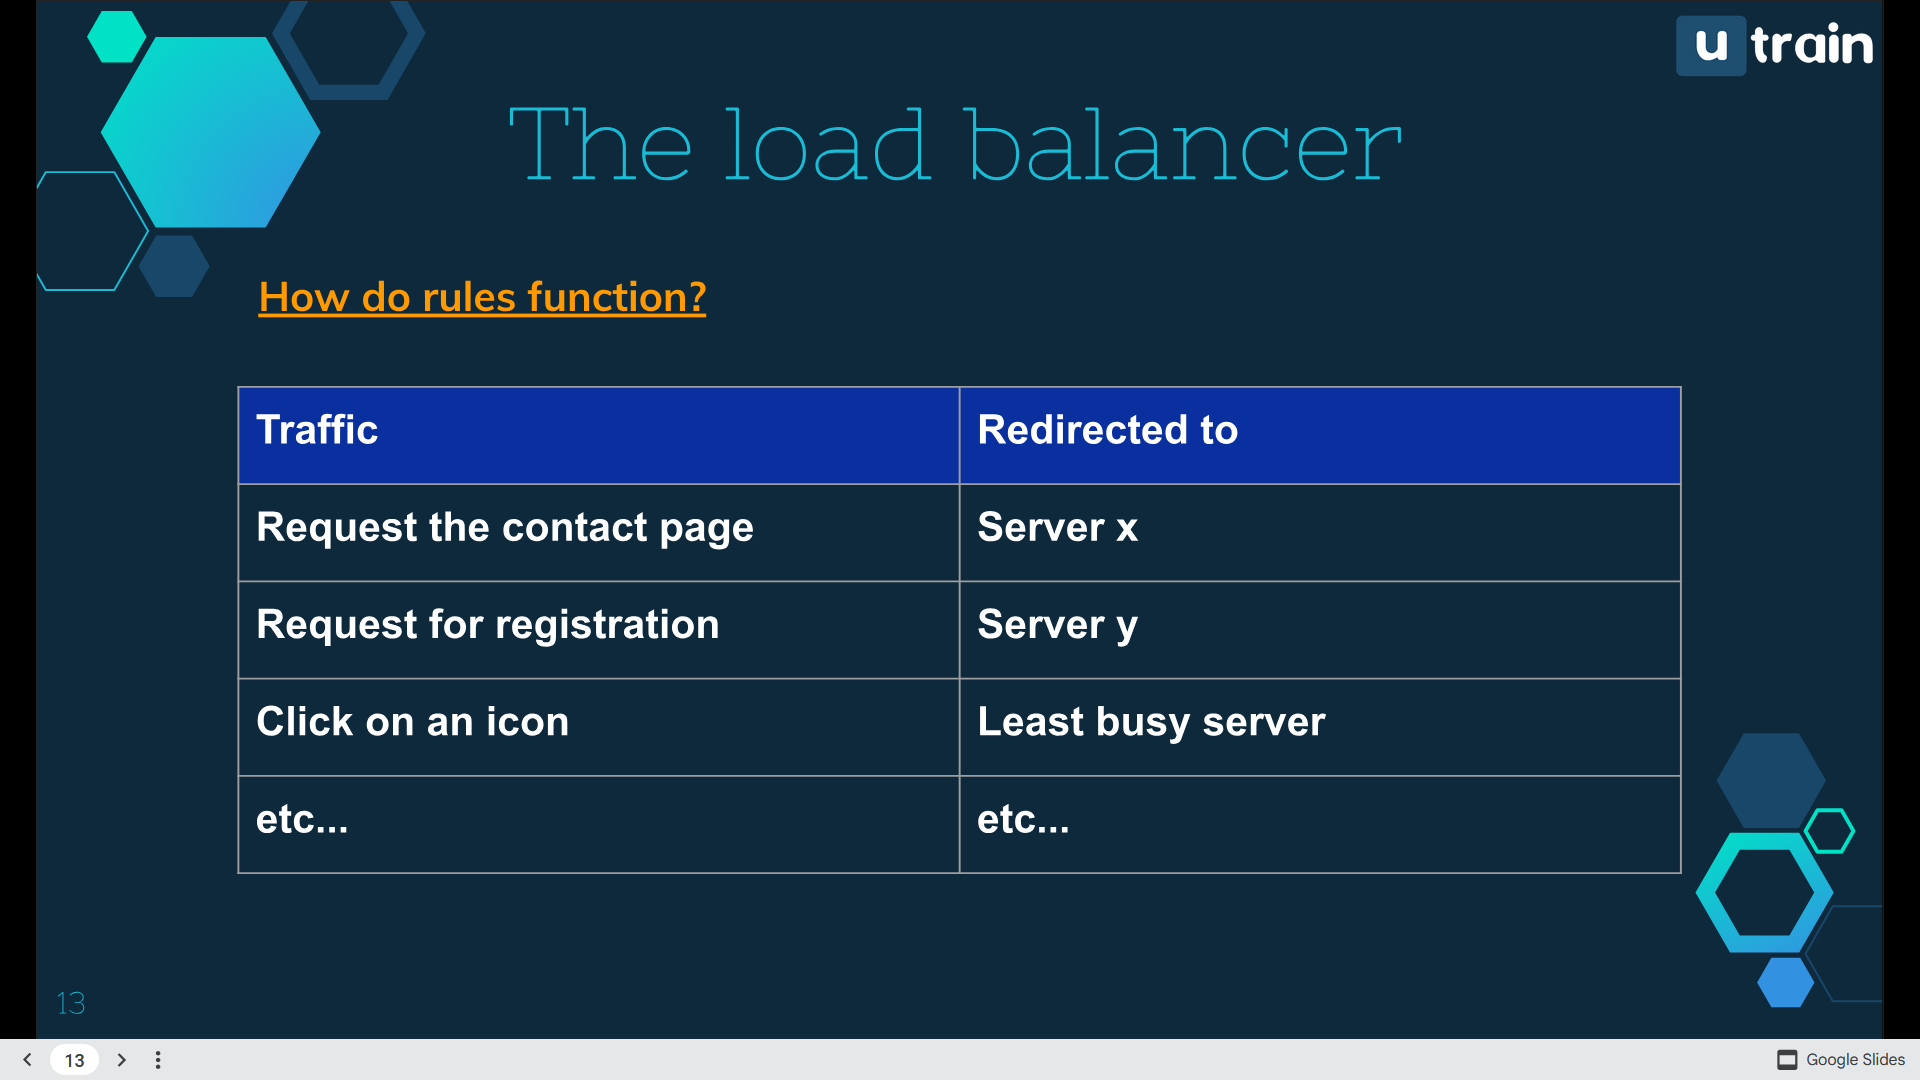 u train
The load balancer
How do rules function?
Traffic Redirected to
Request the contact page Server x
Request for registration Server y
Click on an icon Least busy server
etc... etc...
13
13 Google Slides